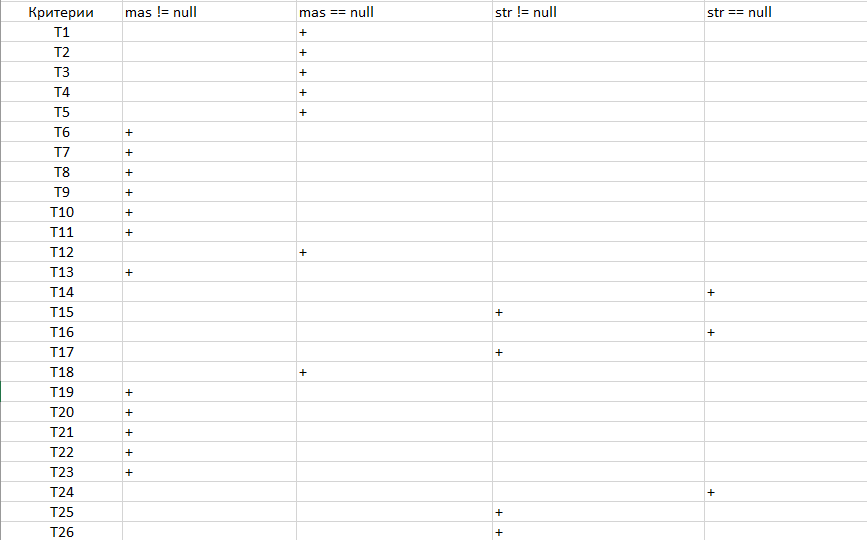 Критерии mas != null mas == null str != null str == null
T1 +
T2 +
T3 +
T4 +
T5 +
T6 +
T7 +
T8 +
T9 +
T10 +
T11 +
T12 +
T13 +
T14 +
T15 +
T16 +
T17 +
T18 +
T19 +
T20 +
T21 +
T22 +
T23 +
T24 +
T25 +
T26 +